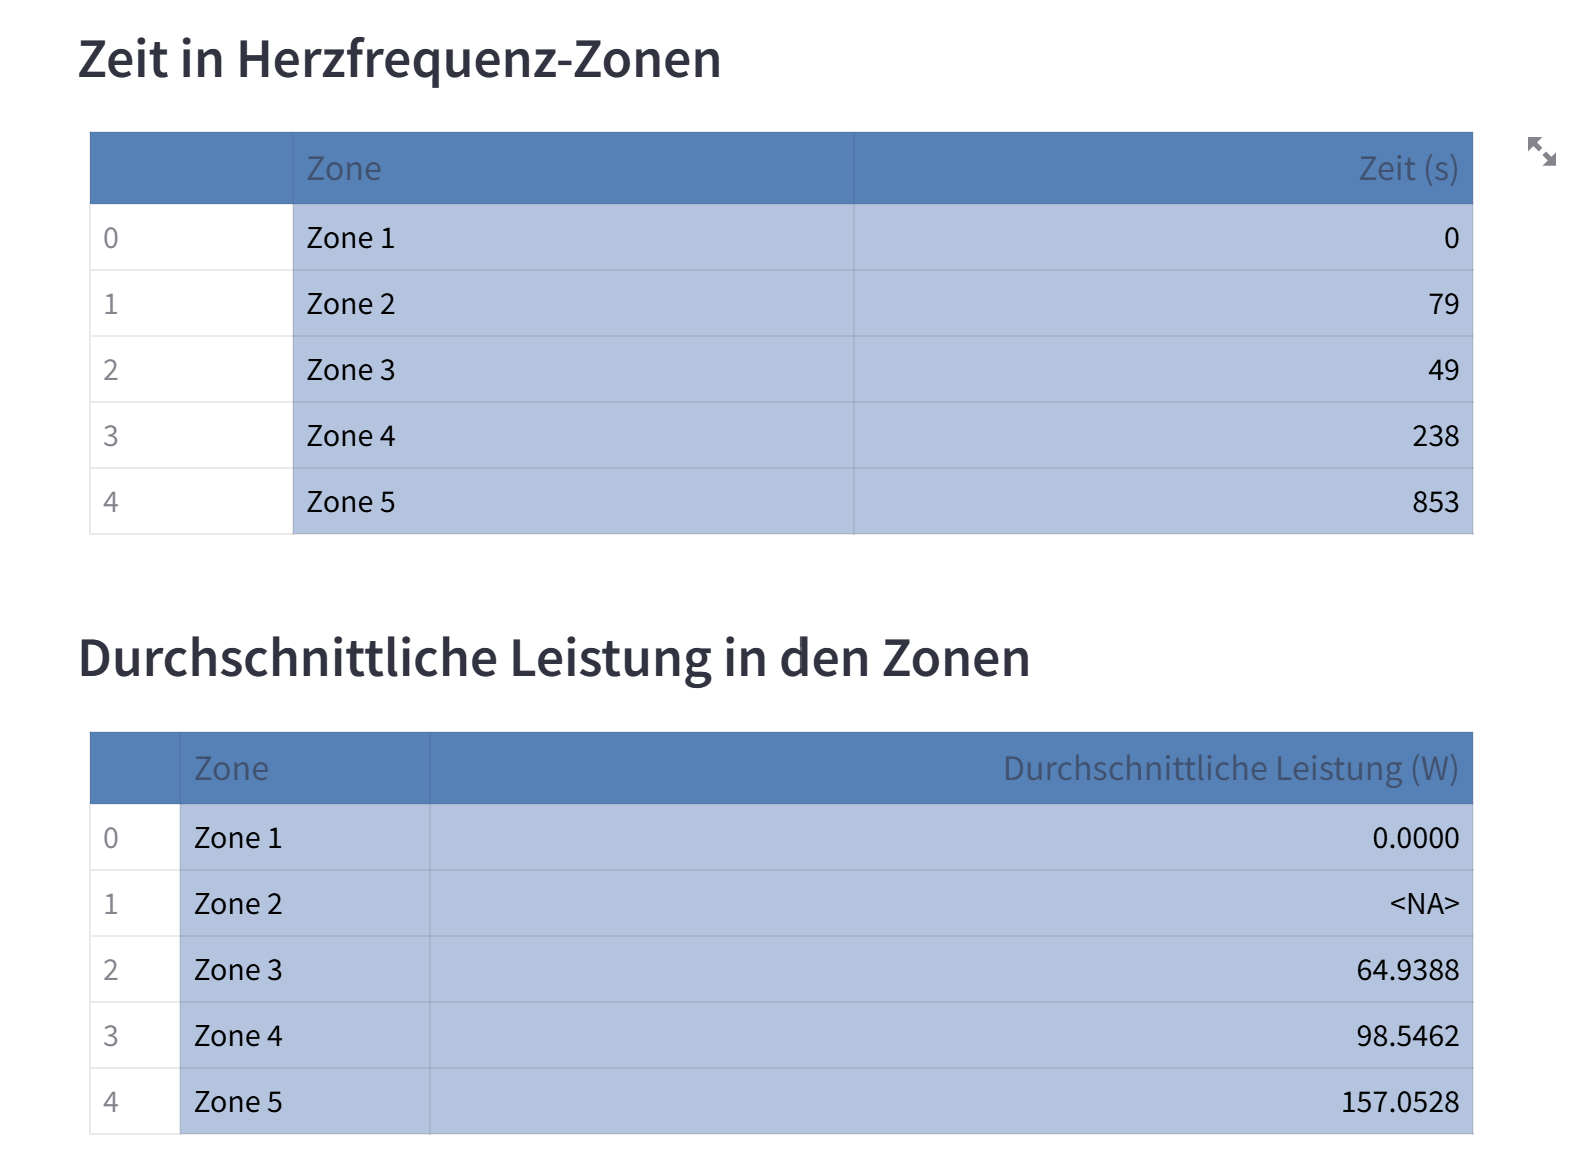 Zeit in Herzfrequenz-Zonen
Zone Zeit (s)
0 Zone 1 0
1 Zone 2 79
2 Zone 3 49
3 Zone 4 238
4 Zone 5 853
Durchschnittliche Leistung in den Zonen
Zone Durchschnittliche Leistung (W)
0 Zone 1 0.0000
1 Zone 2 <NA>
2 Zone 3 64.9388
3 Zone 4 98.5462
4 Zone 5 157.0528